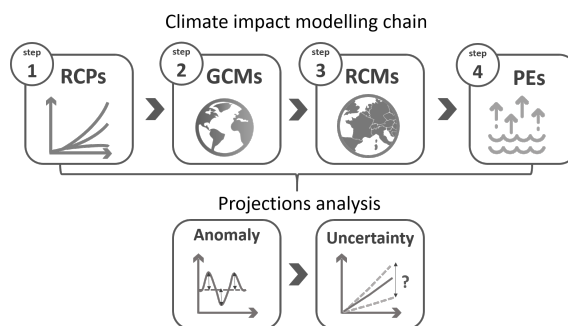 Climate impact modelling chain
step
1
RCPs
step
2
GCMs
step
3
RCMs
step
4
PEs
Projections analysis
Anomaly
Uncertainty
?